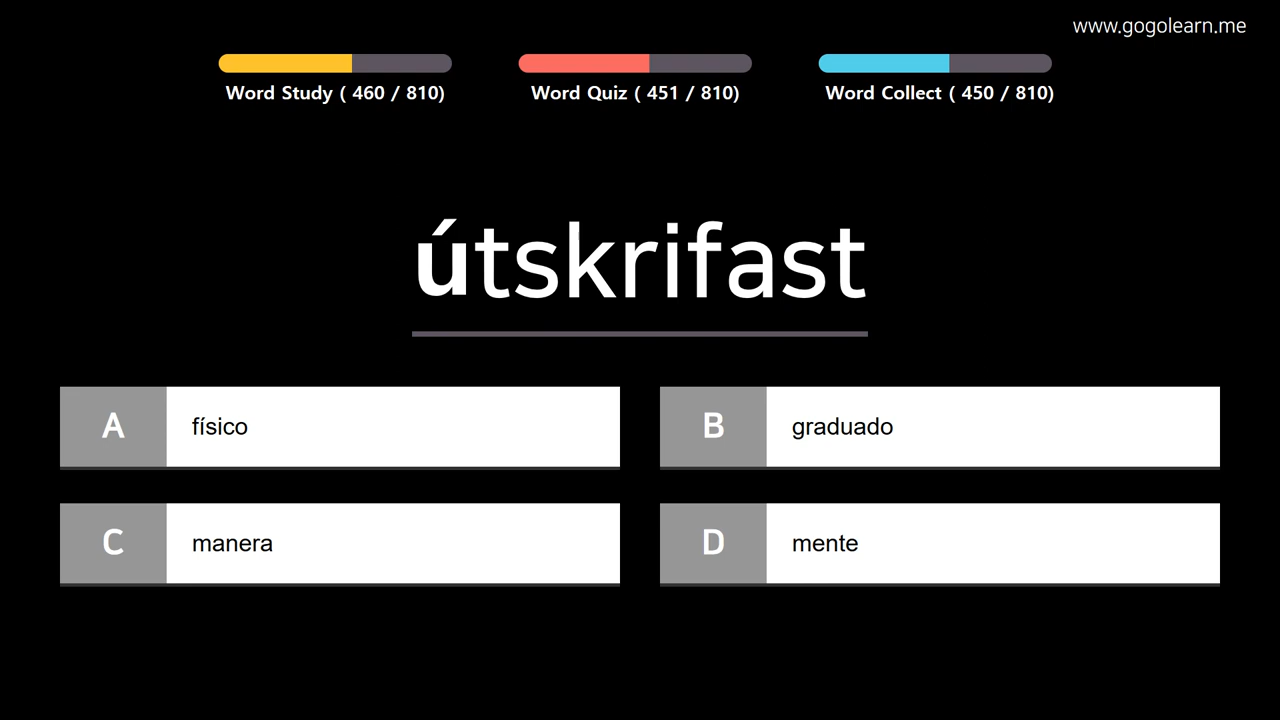 www.gogolearn.me
Word Study ( 460 / 810)
Word Quiz ( 451 / 810)
Word Collect ( 450 / 810)
útskrifast
A
físico
B
graduado
C
manera
D
mente